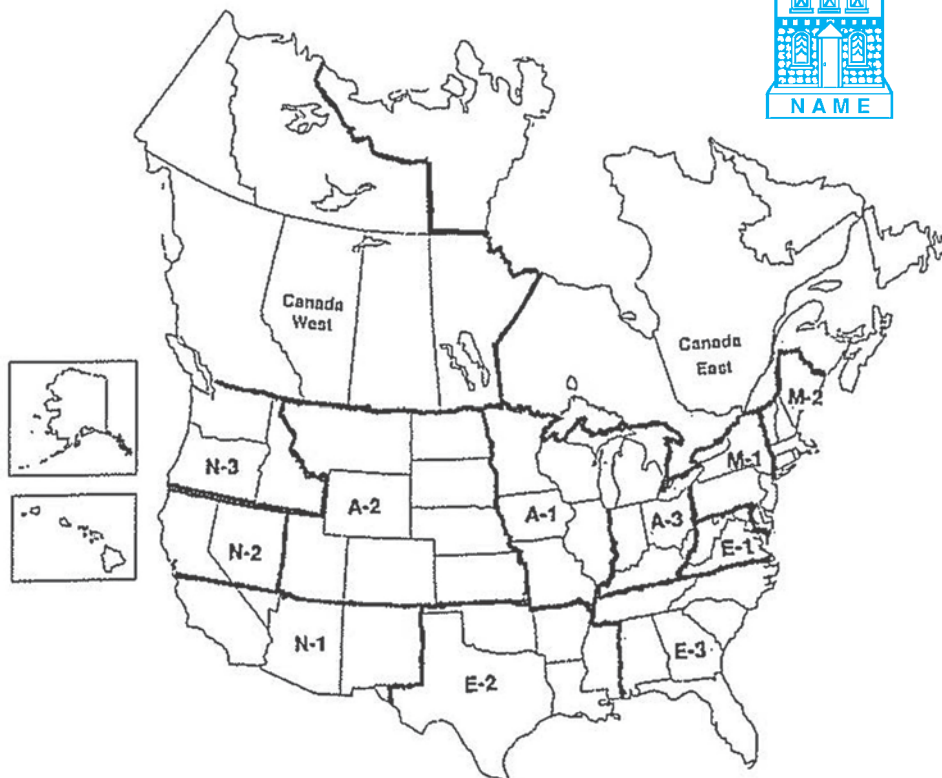 NAME
Canada
West
Canada
East
M-2
N-3
M-1
A-2
A-1
A-3
N-2
E-1
N-1
E-3
E-2